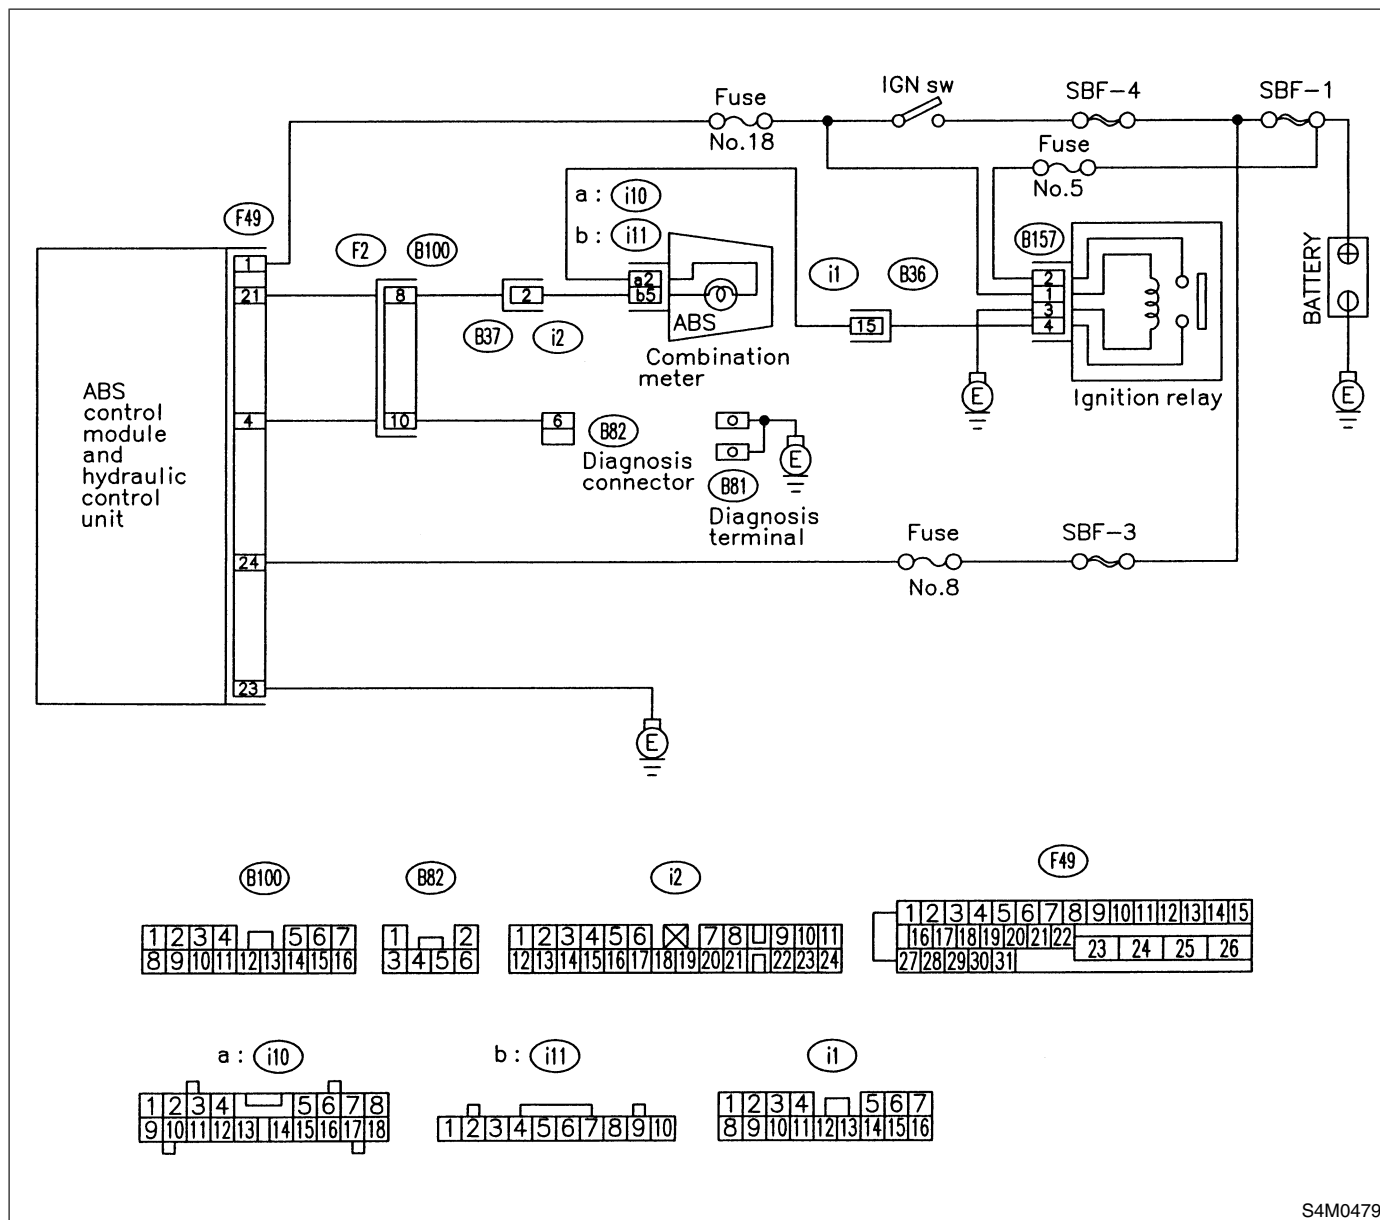 IGN sw
SBF-4
SBF-1
Fuse
No.18
Fuse
No.5
a : i10
b : i11
F49
F2
B100
B157
i1
B36
1
21
8
2
a2
b5
ABS
15
2
1
3
4
BATTERY
B37
i2
Combination
meter
E
Ignition relay
E
ABS
control
module
and
hydraulic
control
unit
4
10
6
B82
Diagnosis
connector
E
B81
Diagnosis
terminal
Fuse
SBF-3
24
No.8
23
E
B100
1 2 3 4 5 6 7
8 9 10 11 12 13 14 15 16
B82
1 2
3 4 5 6
i2
1 2 3 4 5 6 7 8 9 10 11
12 13 14 15 16 17 18 19 20 21 22 23 24
F49
1 2 3 4 5 6 7 8 9 10 11 12 13 14 15
16 17 18 19 20 21 22 23 24 25 26
27 28 29 30 31
a : i10
1 2 3 4 5 6 7 8
9 10 11 12 13 14 15 16 17 18
b : i11
1 2 3 4 5 6 7 8 9 10
i1
1 2 3 4 5 6 7
8 9 10 11 12 13 14 15 16
S4M0479